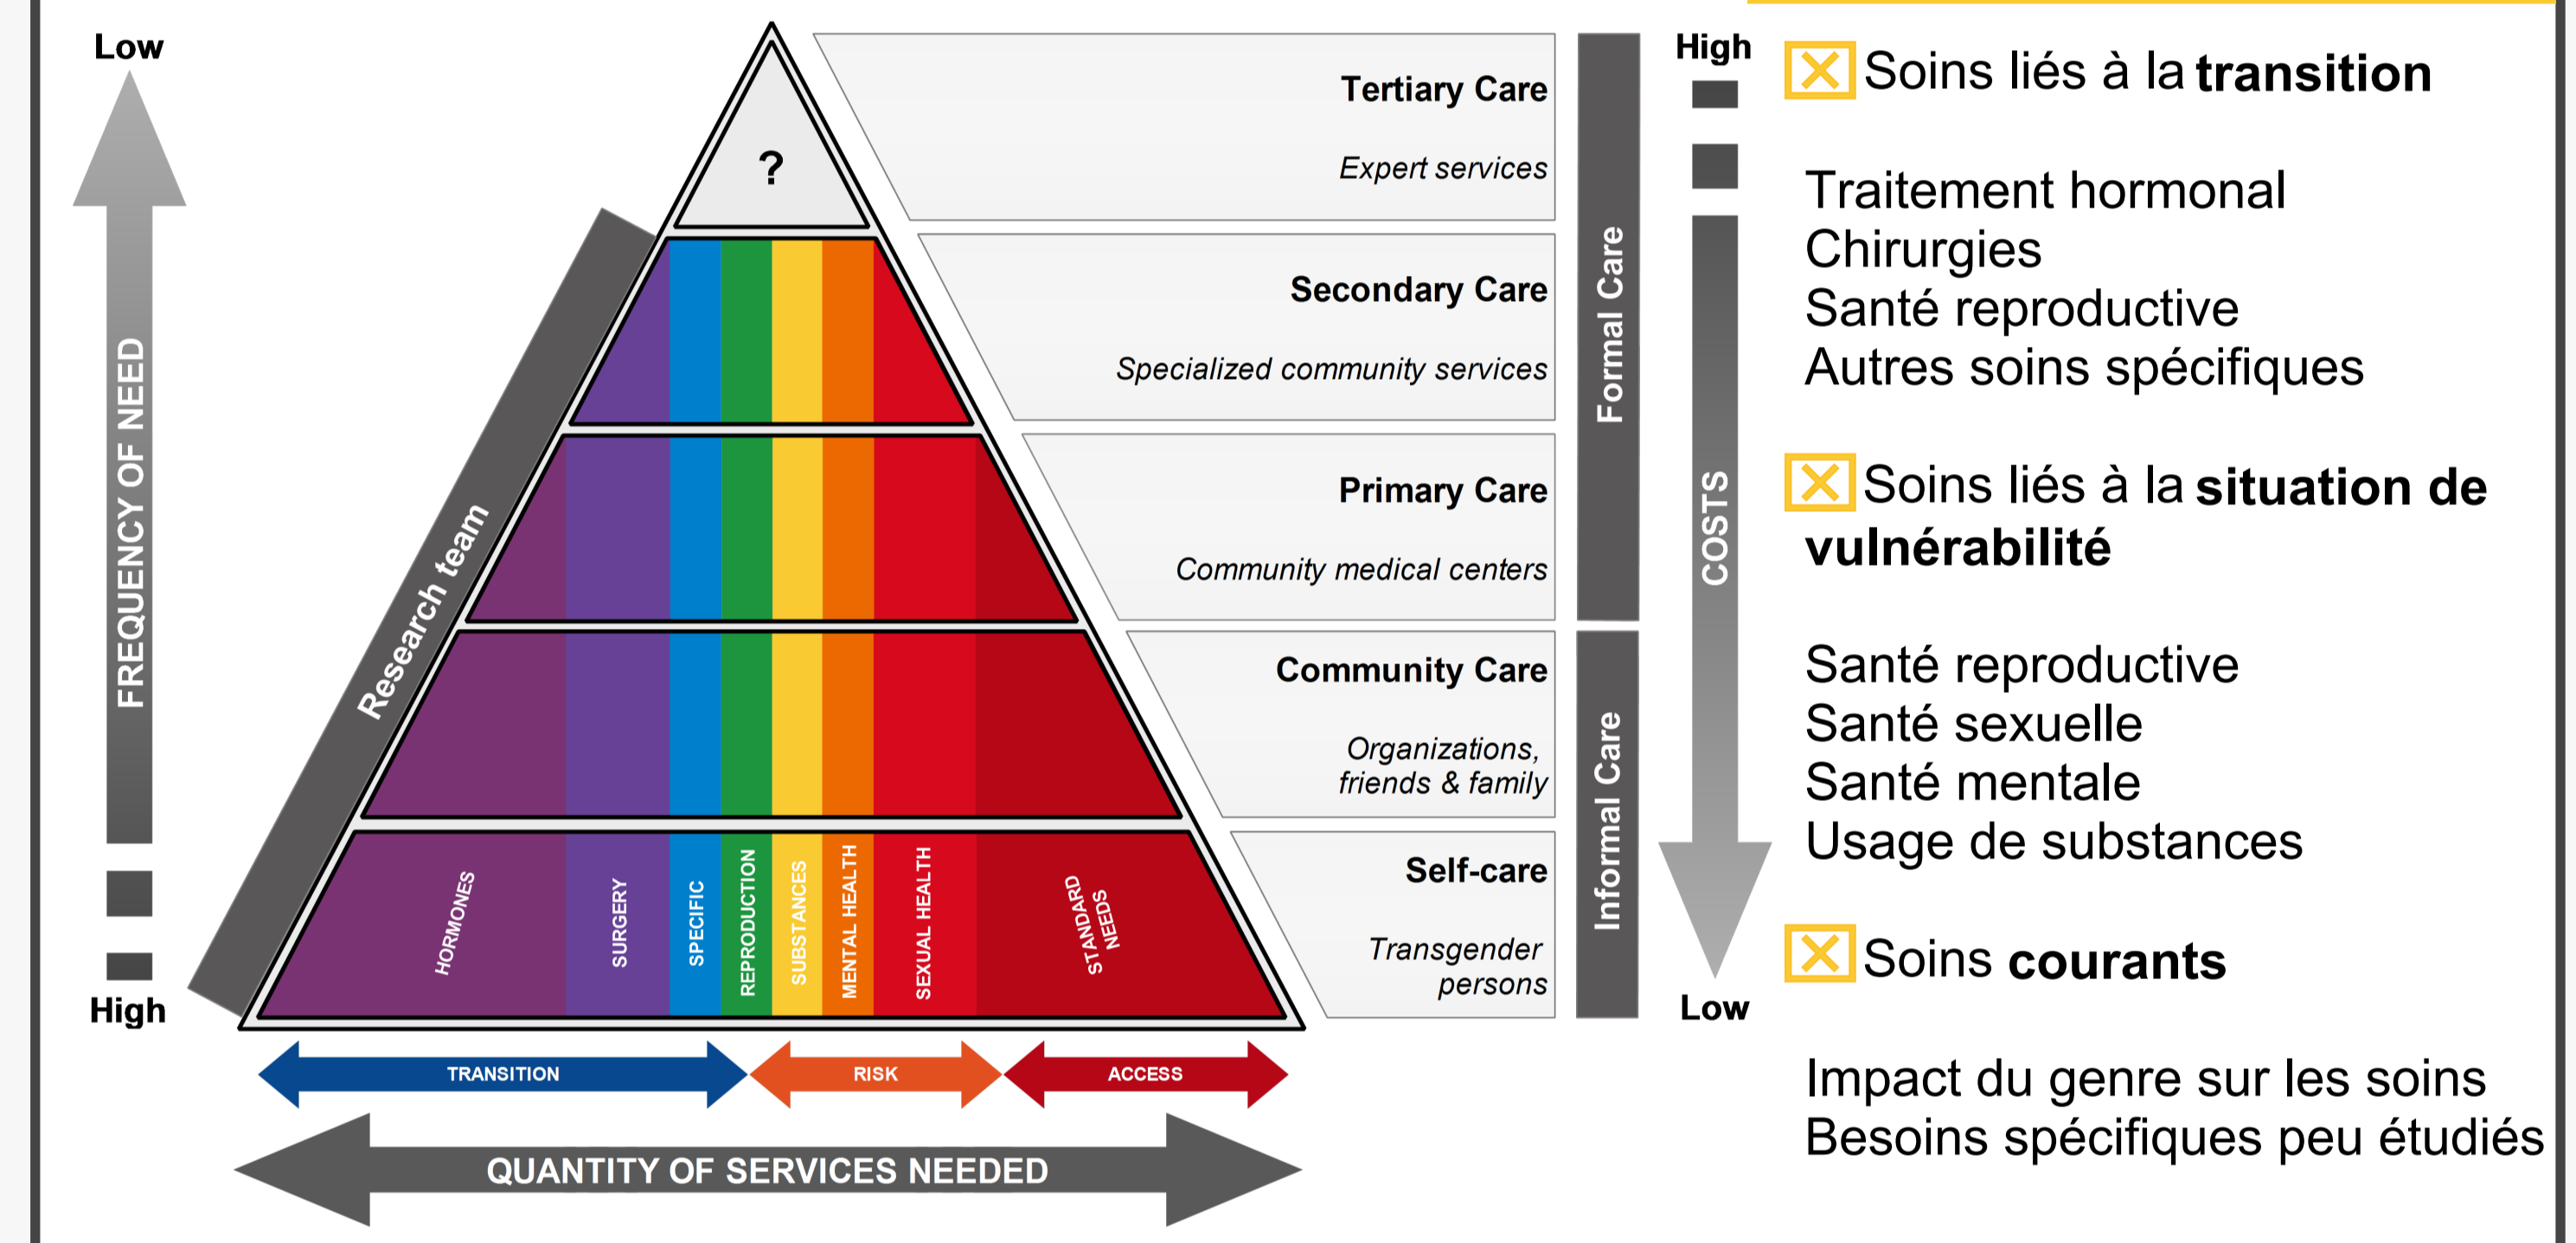 Low
FREQUENCY OF NEED
High
Research team
?
HORMONES
SURGERY
SPECIFIC
REPRODUCTION
SUBSTANCES
MENTAL HEALTH
SEXUAL HEALTH
STANDARD
NEEDS
TRANSITION
RISK
ACCESS
QUANTITY OF SERVICES NEEDED
Tertiary Care
Expert services
Secondary Care
Specialized community services
Primary Care
Community medical centers
Community Care
Organizations,
friends & family
Self-care
Transgender
persons
Formal Care
Informal Care
High
COSTS
Low
Soins liés à la transition
Traitement hormonal
Chirurgies
Santé reproductive
Autres soins spécifiques
Soins liés à la situation de
vulnérabilité
Santé reproductive
Santé sexuelle
Santé mentale
Usage de substances
Soins courants
Impact du genre sur les soins
Besoins spécifiques peu étudiés